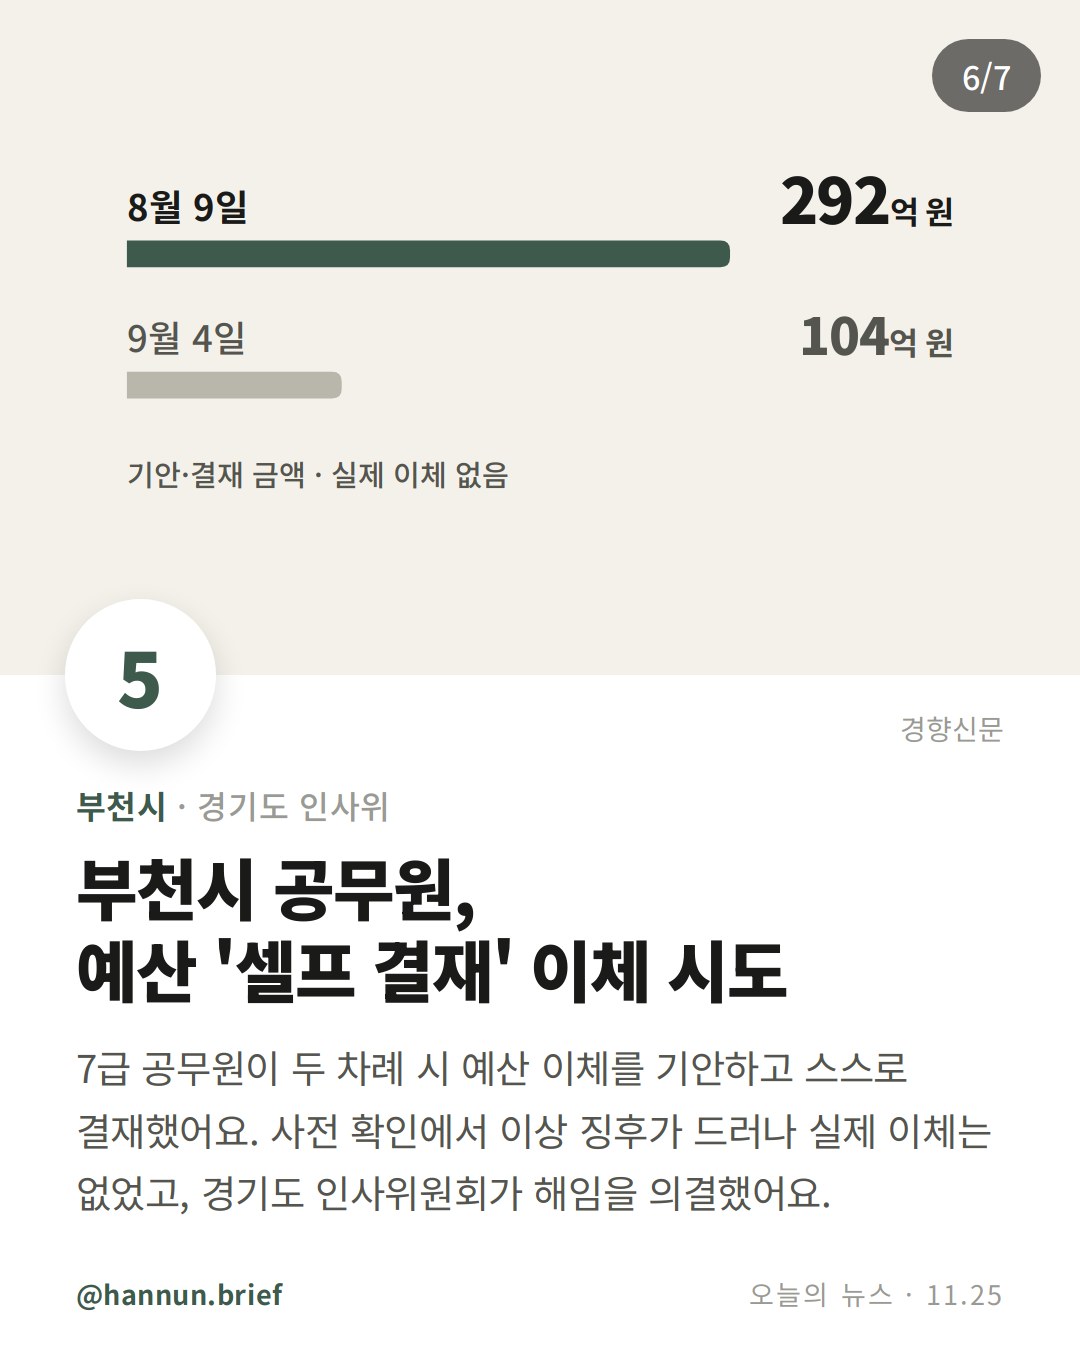 6/7
8월 9일 292억 원
9월 4일 104억 원
기안·결재 금액 · 실제 이체 없음
5
경향신문
부천시 · 경기도 인사위
부천시 공무원,
예산 '셀프 결재' 이체 시도
7급 공무원이 두 차례 시 예산 이체를 기안하고 스스로
결재했어요. 사전 확인에서 이상 징후가 드러나 실제 이체는
없었고, 경기도 인사위원회가 해임을 의결했어요.
@hannun.brief 오늘의 뉴스 · 11.25